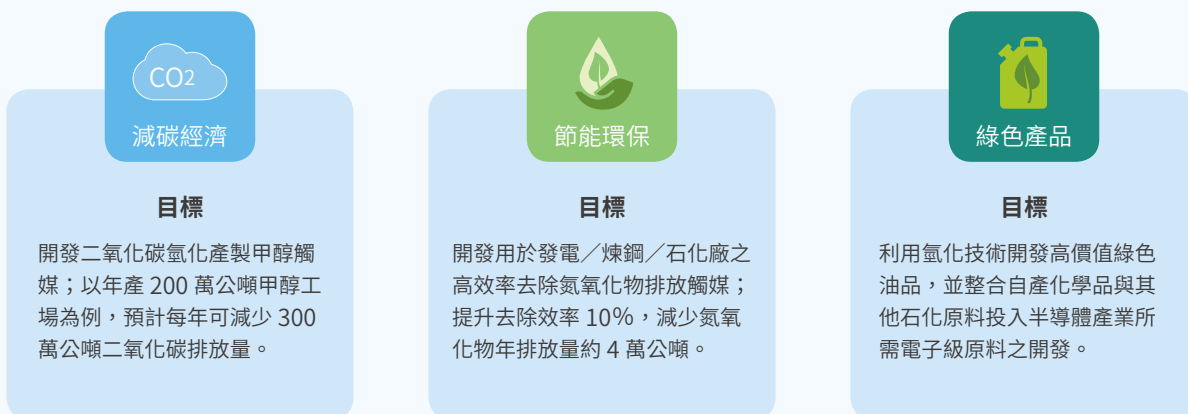 CO2
減碳經濟
目標
開發二氧化碳氫化產製甲醇觸
媒；以年產 200 萬公噸甲醇工
場為例，預計每年可減少 300
萬公噸二氧化碳排放量。
節能環保
目標
開發用於發電／煉鋼／石化廠之
高效率去除氮氧化物排放觸媒；
提升去除效率 10%，減少氮氧
化物年排放量約 4 萬公噸。
綠色產品
目標
利用氫化技術開發高價值綠色
油品，並整合自產化學品與其
他石化原料投入半導體產業所
需電子級原料之開發。